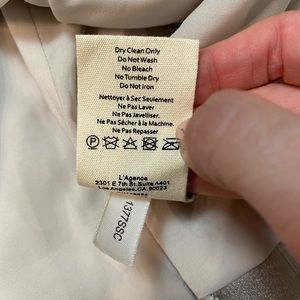 Dry Clean Only
Do Not Wash
No Bleach
No Tumble Dry
Do Not Iron
Nettoyer à Sec Seulement
Ne Pas Laver
Ne Pas Javelliser.
Ne Pas Sécher à la Machine.
Ne Pas Repasser
P
L'Agence
2301 E 7th St. Suite A401
Los Angeles, CA.90023
1377SSC